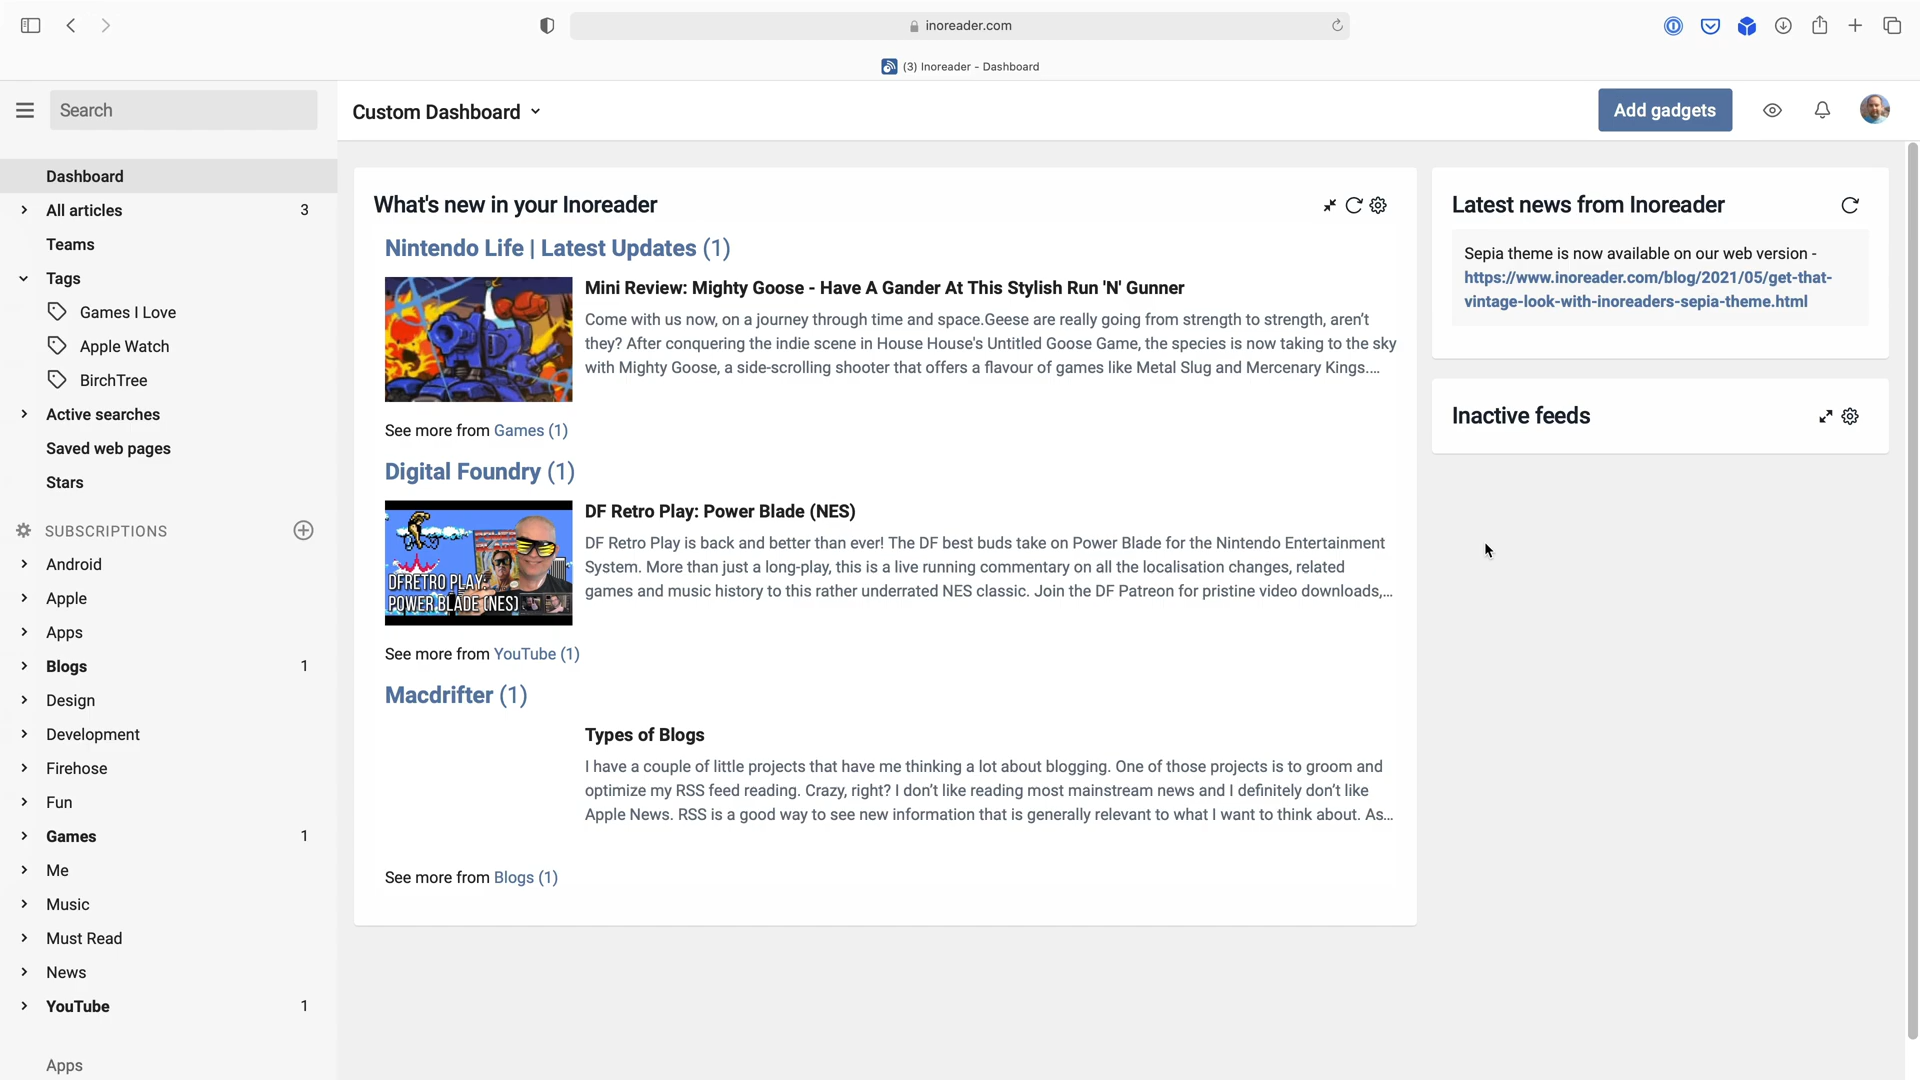 inoreader.com
(3) Inoreader - Dashboard
Search
Custom Dashboard
Add gadgets
Dashboard
All articles 3
Teams
Tags
Games I Love
Apple Watch
BirchTree
Active searches
Saved web pages
Stars
SUBSCRIPTIONS
Android
Apple
Apps
Blogs 1
Design
Development
Firehose
Fun
Games 1
Me
Music
Must Read
News
YouTube 1
Apps
What's new in your Inoreader
Nintendo Life | Latest Updates (1)
Mini Review: Mighty Goose - Have A Gander At This Stylish Run 'N' Gunner
Come with us now, on a journey through time and space.Geese are really going from strength to strength, aren't
they? After conquering the indie scene in House House's Untitled Goose Game, the species is now taking to the sky
with Mighty Goose, a side-scrolling shooter that offers a flavour of games like Metal Slug and Mercenary Kings....
See more from Games (1)
Digital Foundry (1)
DFRETRO PLAY:
POWER BLADE (NES)
DF Retro Play: Power Blade (NES)
DF Retro Play is back and better than ever! The DF best buds take on Power Blade for the Nintendo Entertainment
System. More than just a long-play, this is a live running commentary on all the localisation changes, related
games and music history to this rather underrated NES classic. Join the DF Patreon for pristine video downloads,...
See more from YouTube (1)
Macdrifter (1)
Types of Blogs
I have a couple of little projects that have me thinking a lot about blogging. One of those projects is to groom and
optimize my RSS feed reading. Crazy, right? I don't like reading most mainstream news and I definitely don't like
Apple News. RSS is a good way to see new information that is generally relevant to what I want to think about. As...
See more from Blogs (1)
Latest news from Inoreader
Sepia theme is now available on our web version -
https://www.inoreader.com/blog/2021/05/get-that-
vintage-look-with-inoreaders-sepia-theme.html
Inactive feeds